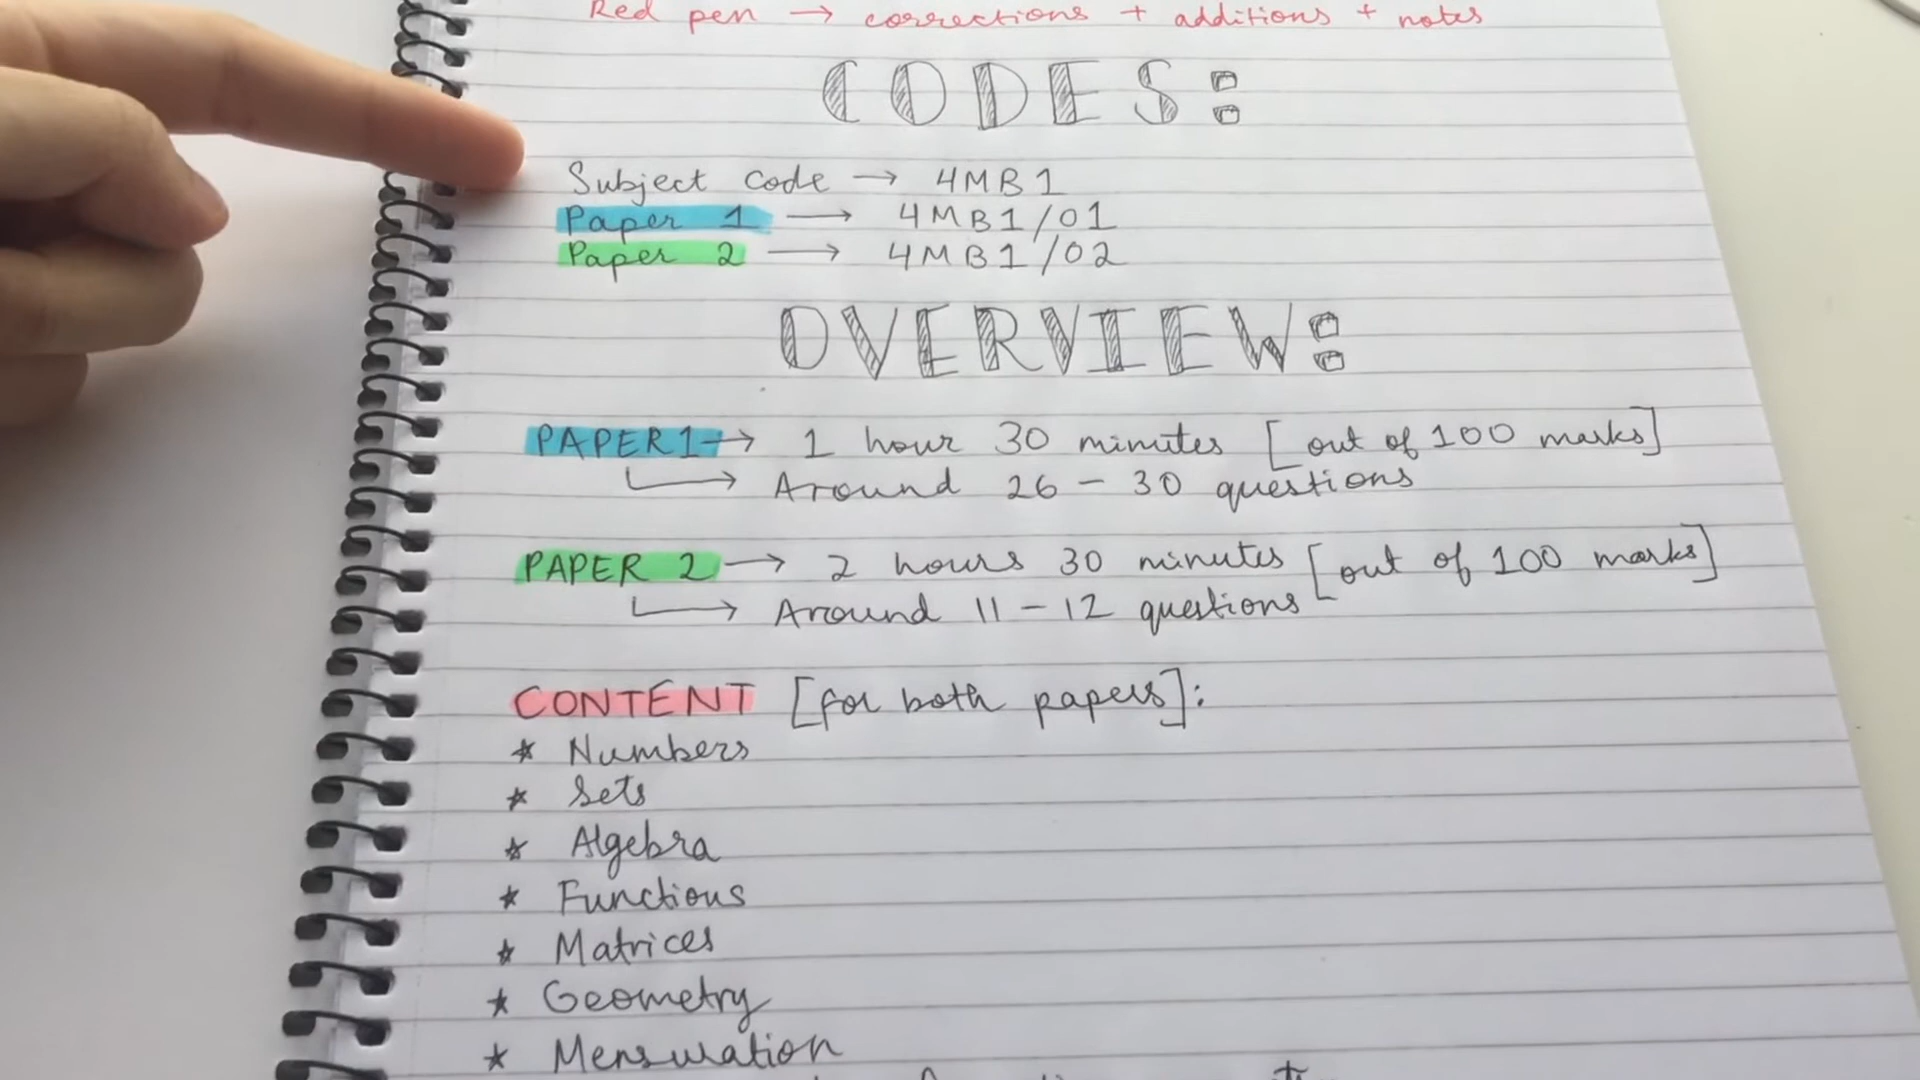 Red pen → corrections + additions + notes
CODES:
Subject Code → 4MB1
Paper 1 → 4MB1/01
Paper 2 → 4MB1/02
OVERVIEW:
PAPER1→ 1 hour 30 minutes [out of 100 marks]
→ Around 26 - 30 questions
PAPER 2 → 2 hours 30 minutes [out of 100 marks]
→ Around 11 - 12 questions
CONTENT [for both papers]:
* Numbers
* Sets
* Algebra
* Functions
* Matrices
* Geometry
* Mensuration